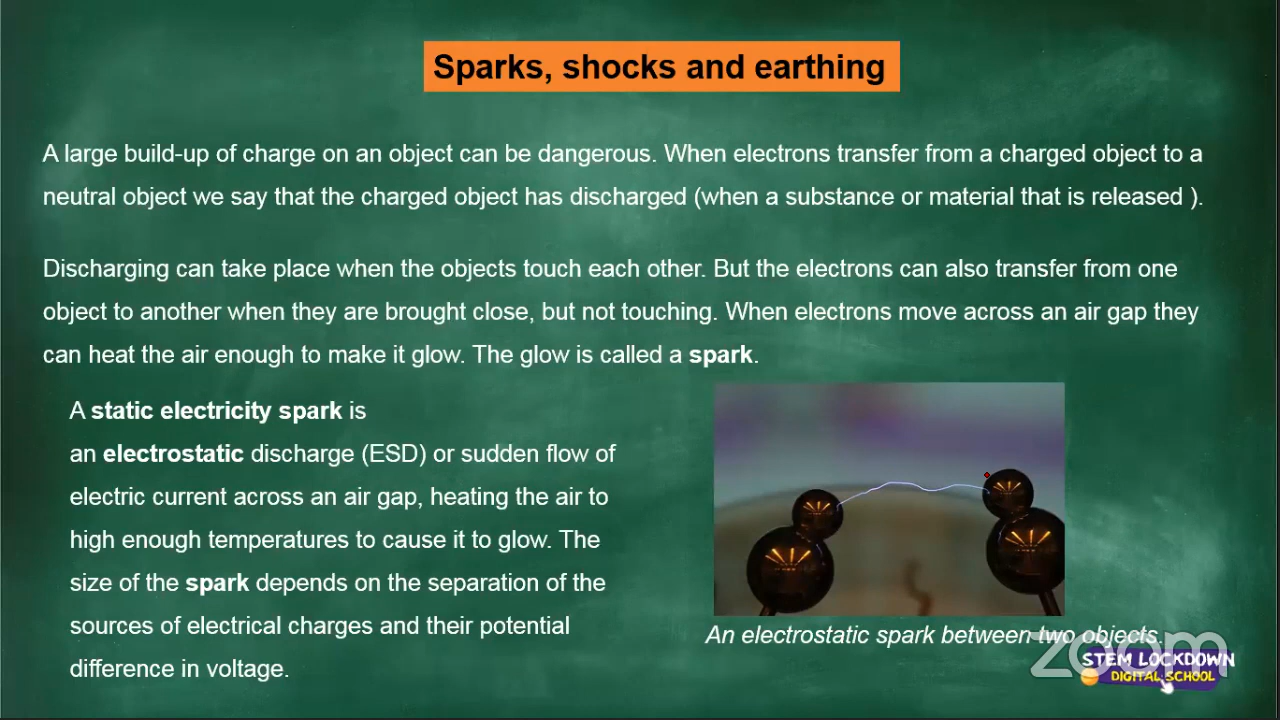 Sparks, shocks and earthing
A large build-up of charge on an object can be dangerous. When electrons transfer from a charged object to a
neutral object we say that the charged object has discharged (when a substance or material that is released ).
Discharging can take place when the objects touch each other. But the electrons can also transfer from one
object to another when they are brought close, but not touching. When electrons move across an air gap they
can heat the air enough to make it glow. The glow is called a spark.
A static electricity spark is
an electrostatic discharge (ESD) or sudden flow of
electric current across an air gap, heating the air to
high enough temperatures to cause it to glow. The
size of the spark depends on the separation of the
sources of electrical charges and their potential
difference in voltage.
An electrostatic spark between two objects.
zoom
STEM LOCKDOWN
DIGITAL SCHOOL